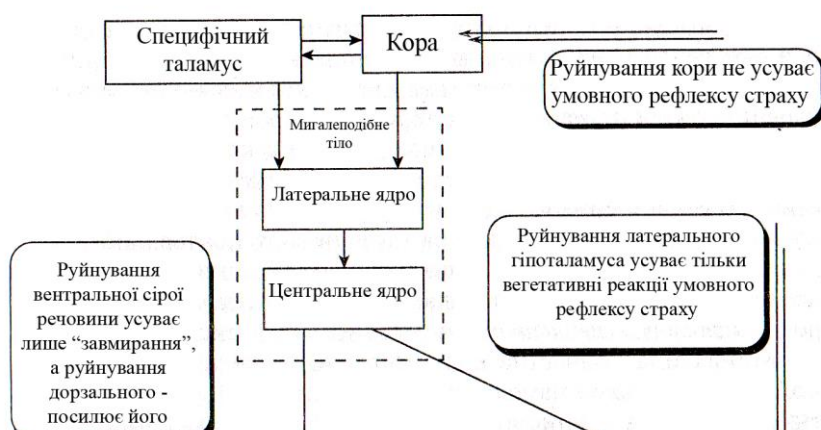 Специфічний
таламус
Кора
Руйнування кори не усуває
умовного рефлексу страху
Мигалеподібне
тіло
Латеральне ядро
Центральне ядро
Руйнування латерального
гіпоталамуса усуває тільки
вегетативні реакції умовного
рефлексу страху
Руйнування
вентральної сірої
речовини усуває
лише “завмирання”,
а руйнування
дорзального -
посилює його